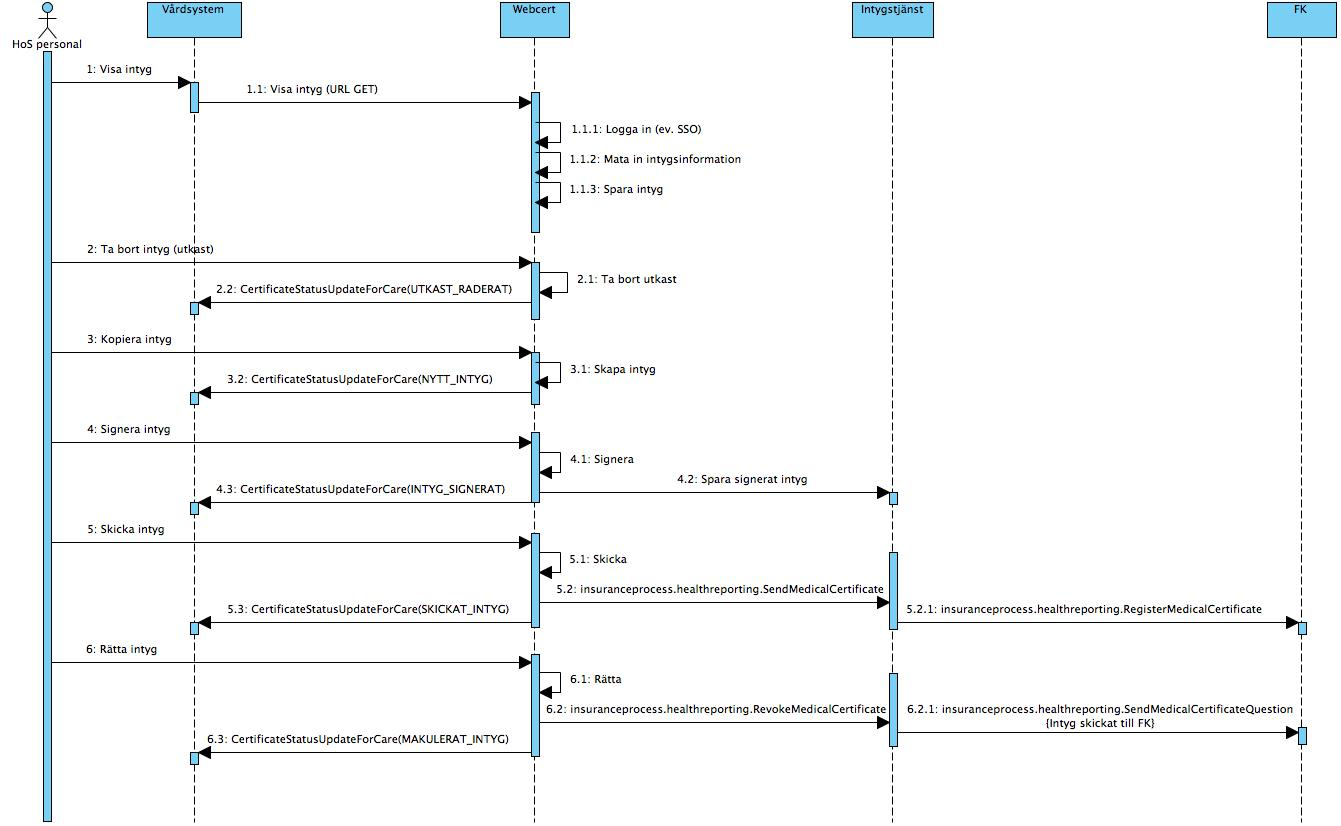 Vårdsystem
Webcert
Intygstjänst
FK
HoS personal
1: Visa intyg
1.1: Visa intyg (URL GET)
1.1.1: Logga in (ev. SSO)
1.1.2: Mata in intygsinformation
1.1.3: Spara intyg
2: Ta bort intyg (utkast)
2.1: Ta bort utkast
2.2: CertificateStatusUpdateForCare(UTKAST_RADERAT)
3: Kopiera intyg
3.1: Skapa intyg
3.2: CertificateStatusUpdateForCare(NYTT_INTYG)
4: Signera intyg
4.1: Signera
4.2: Spara signerat intyg
4.3: CertificateStatusUpdateForCare(INTYG_SIGNERAT)
5: Skicka intyg
5.1: Skicka
5.2: insuranceprocess.healthreporting.SendMedicalCertificate
5.3: CertificateStatusUpdateForCare(SKICKAT_INTYG)
5.2.1: insuranceprocess.healthreporting.RegisterMedicalCertificate
6: Rätta intyg
6.1: Rätta
6.2: insuranceprocess.healthreporting.RevokeMedicalCertificate
6.2.1: insuranceprocess.healthreporting.SendMedicalCertificateQuestion
{Intyg skickat till FK}
6.3: CertificateStatusUpdateForCare(MAKULERAT_INTYG)